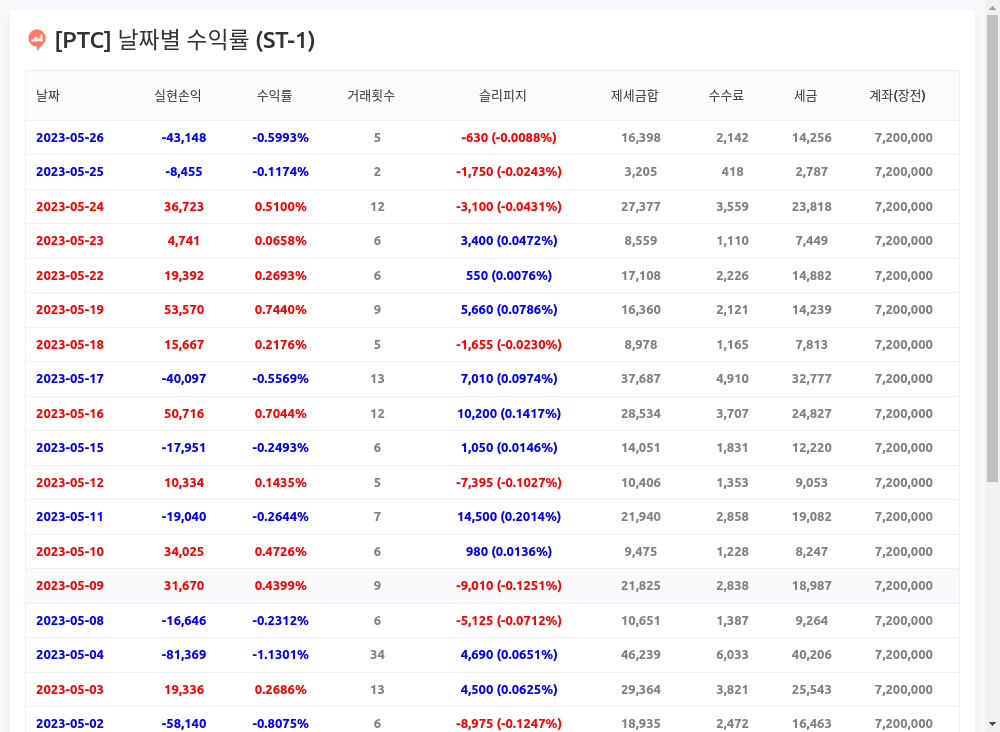 [PTC] 날짜별 수익률 (ST-1)
날짜 실현손익 수익률 거래횟수 슬리피지 제세금합 수수료 세금 계좌(장전)
2023-05-26 -43,148 -0.5993% 5 -630 (-0.0088%) 16,398 2,142 14,256 7,200,000
2023-05-25 -8,455 -0.1174% 2 -1,750 (-0.0243%) 3,205 418 2,787 7,200,000
2023-05-24 36,723 0.5100% 12 -3,100 (-0.0431%) 27,377 3,559 23,818 7,200,000
2023-05-23 4,741 0.0658% 6 3,400 (0.0472%) 8,559 1,110 7,449 7,200,000
2023-05-22 19,392 0.2693% 6 550 (0.0076%) 17,108 2,226 14,882 7,200,000
2023-05-19 53,570 0.7440% 9 5,660 (0.0786%) 16,360 2,121 14,239 7,200,000
2023-05-18 15,667 0.2176% 5 -1,655 (-0.0230%) 8,978 1,165 7,813 7,200,000
2023-05-17 -40,097 -0.5569% 13 7,010 (0.0974%) 37,687 4,910 32,777 7,200,000
2023-05-16 50,716 0.7044% 12 10,200 (0.1417%) 28,534 3,707 24,827 7,200,000
2023-05-15 -17,951 -0.2493% 6 1,050 (0.0146%) 14,051 1,831 12,220 7,200,000
2023-05-12 10,334 0.1435% 5 -7,395 (-0.1027%) 10,406 1,353 9,053 7,200,000
2023-05-11 -19,040 -0.2644% 7 14,500 (0.2014%) 21,940 2,858 19,082 7,200,000
2023-05-10 34,025 0.4726% 6 980 (0.0136%) 9,475 1,228 8,247 7,200,000
2023-05-09 31,670 0.4399% 9 -9,010 (-0.1251%) 21,825 2,838 18,987 7,200,000
2023-05-08 -16,646 -0.2312% 6 -5,125 (-0.0712%) 10,651 1,387 9,264 7,200,000
2023-05-04 -81,369 -1.1301% 34 4,690 (0.0651%) 46,239 6,033 40,206 7,200,000
2023-05-03 19,336 0.2686% 13 4,500 (0.0625%) 29,364 3,821 25,543 7,200,000
2023-05-02 -58,140 -0.8075% 6 -8,975 (-0.1247%) 18,935 2,472 16,463 7,200,000